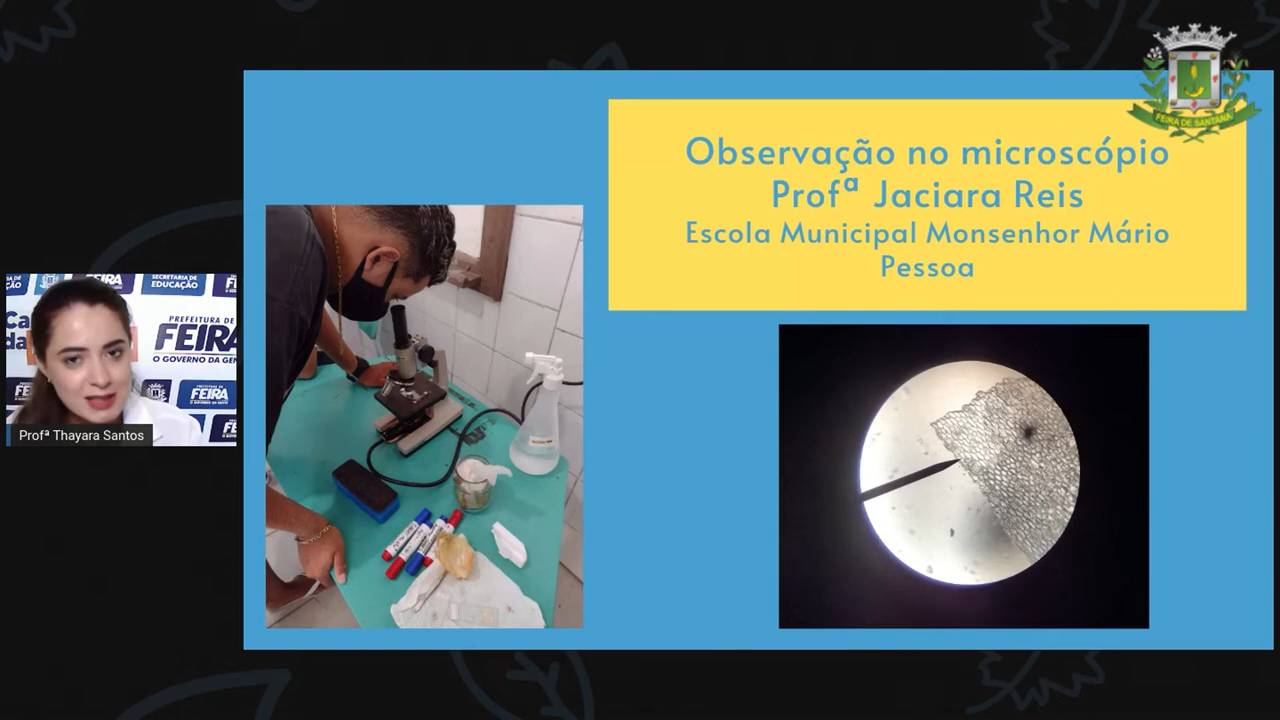 FEIRA DE SANTANA
Observação no microscópio
Profª Jaciara Reis
Escola Municipal Monsenhor Mário
Pessoa
SECRETARIA DE
EDUCAÇÃO
PREFEITURA DE
FEIRA
O GOVERNO DA GEN
FEIRA
Profª Thayara Santos